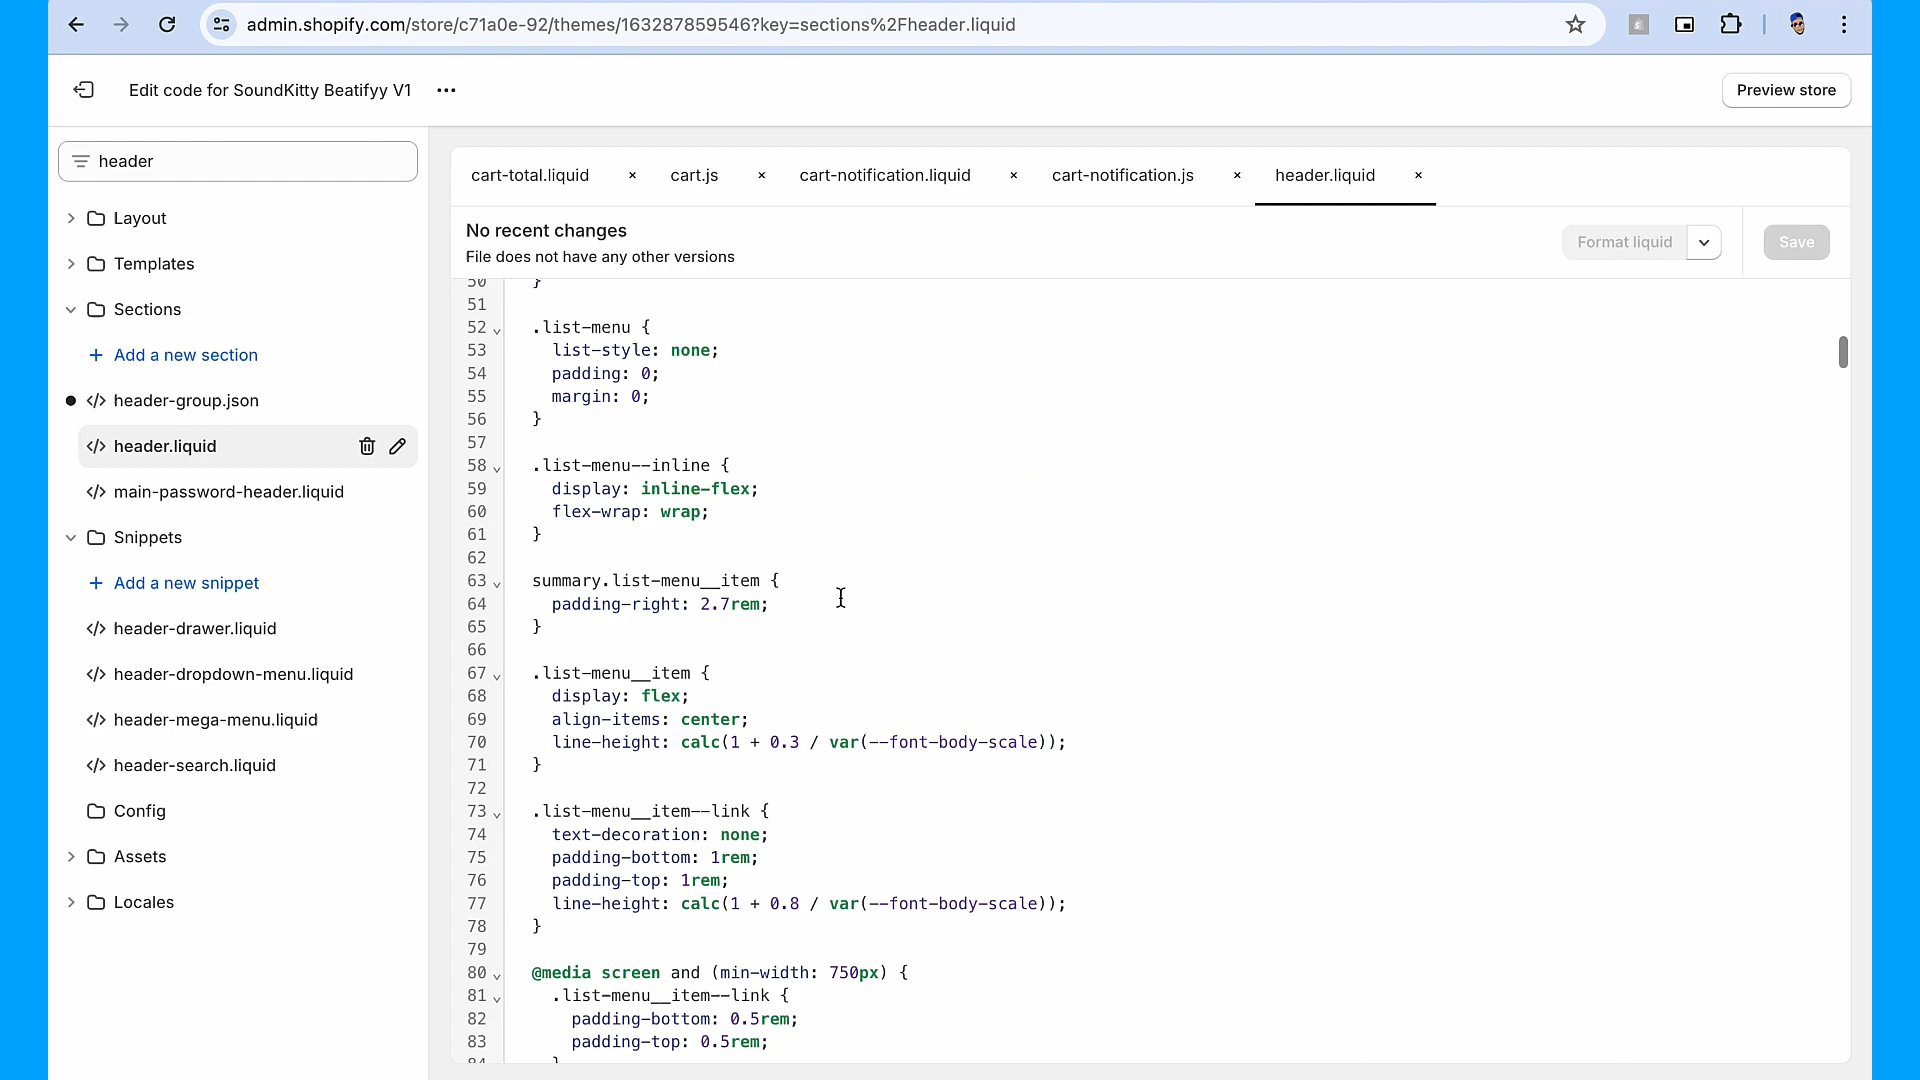 admin.shopify.com/store/c71a0e-92/themes/163287859546?key=sections%2Fheader.liquid
Edit code for SoundKitty Beatifyy V1
Preview store
header
Layout
Templates
Sections
+ Add a new section
header-group.json
header.liquid
main-password-header.liquid
Snippets
+ Add a new snippet
header-drawer.liquid
header-dropdown-menu.liquid
header-mega-menu.liquid
header-search.liquid
Config
Assets
Locales
cart-total.liquid × cart.js × cart-notification.liquid × cart-notification.js × header.liquid ×
No recent changes
File does not have any other versions
Format liquid
Save
50 }
51
52 .list-menu {
53 list-style: none;
54 padding: 0;
55 margin: 0;
56 }
57
58 .list-menu--inline {
59 display: inline-flex;
60 flex-wrap: wrap;
61 }
62
63 summary.list-menu__item {
64 padding-right: 2.7rem;
65 }
66
67 .list-menu__item {
68 display: flex;
69 align-items: center;
70 line-height: calc(1 + 0.3 / var(--font-body-scale));
71 }
72
73 .list-menu__item--link {
74 text-decoration: none;
75 padding-bottom: 1rem;
76 padding-top: 1rem;
77 line-height: calc(1 + 0.8 / var(--font-body-scale));
78 }
79
80 @media screen and (min-width: 750px) {
81 .list-menu__item--link {
82 padding-bottom: 0.5rem;
83 padding-top: 0.5rem;
84 }